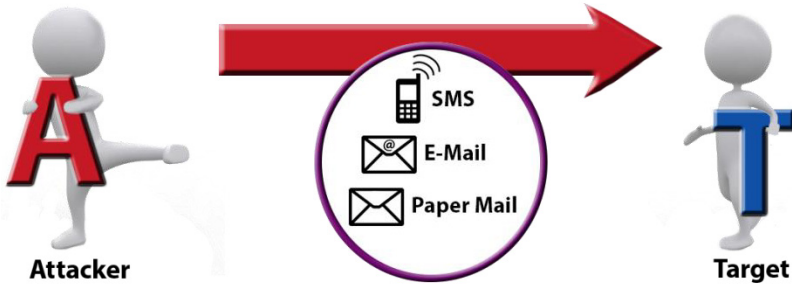 A
SMS
E-Mail
Paper Mail
T
Attacker
Target